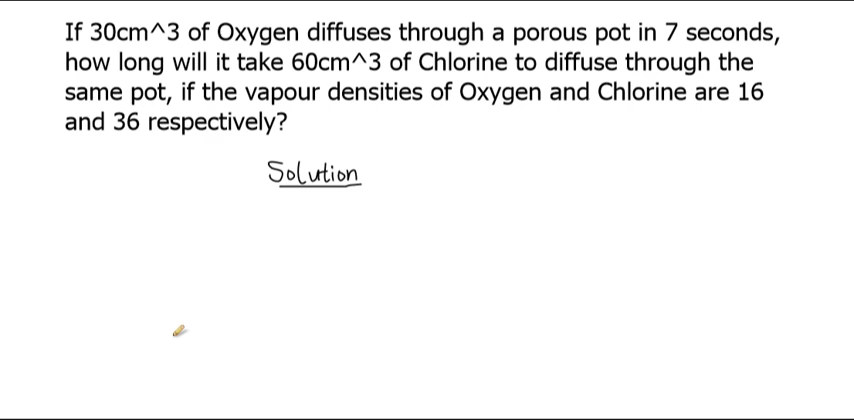 If 30cm^3 of Oxygen diffuses through a porous pot in 7 seconds,
how long will it take 60cm^3 of Chlorine to diffuse through the
same pot, if the vapour densities of Oxygen and Chlorine are 16
and 36 respectively?
Solution